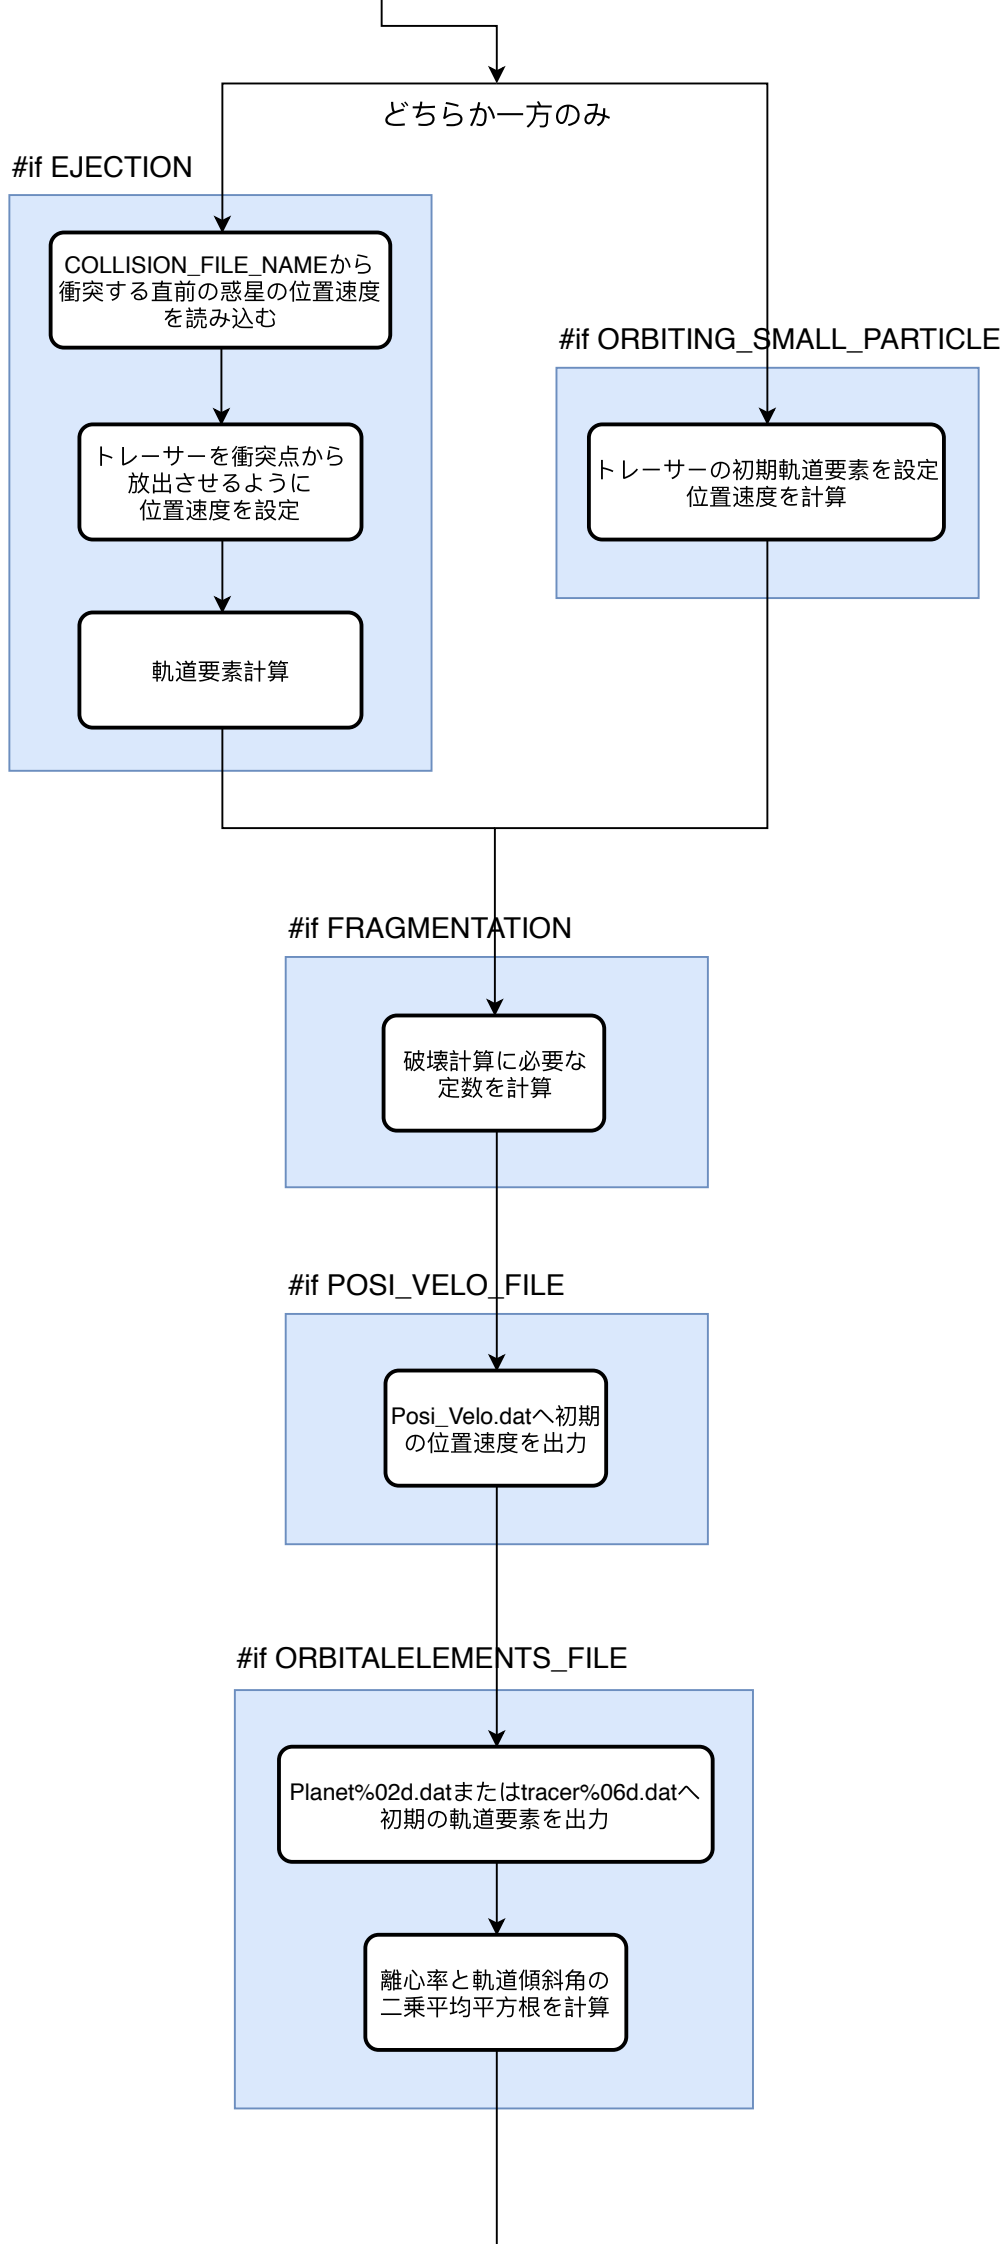 どちらか一方のみ
#if EJECTION
COLLISION_FILE_NAMEから
衝突する直前の惑星の位置速度
を読み込む
トレーサーを衝突点から
放出させるように
位置速度を設定
軌道要素計算
#if ORBITING_SMALL_PARTICLE
トレーサーの初期軌道要素を設定
位置速度を計算
#if FRAGMENTATION
破壊計算に必要な
定数を計算
#if POSI_VELO_FILE
Posi_Velo.datへ初期
の位置速度を出力
#if ORBITALELEMENTS_FILE
Planet%02d.datまたはtracer%06d.datへ
初期の軌道要素を出力
離心率と軌道傾斜角の
二乗平均平方根を計算